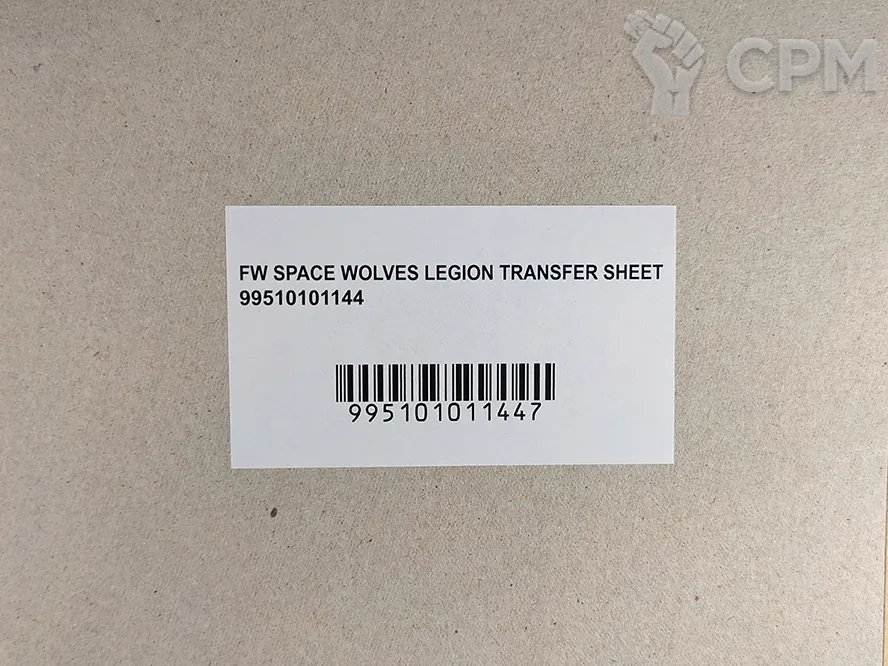 CPM
FW SPACE WOLVES LEGION TRANSFER SHEET
99510101144
995101011447